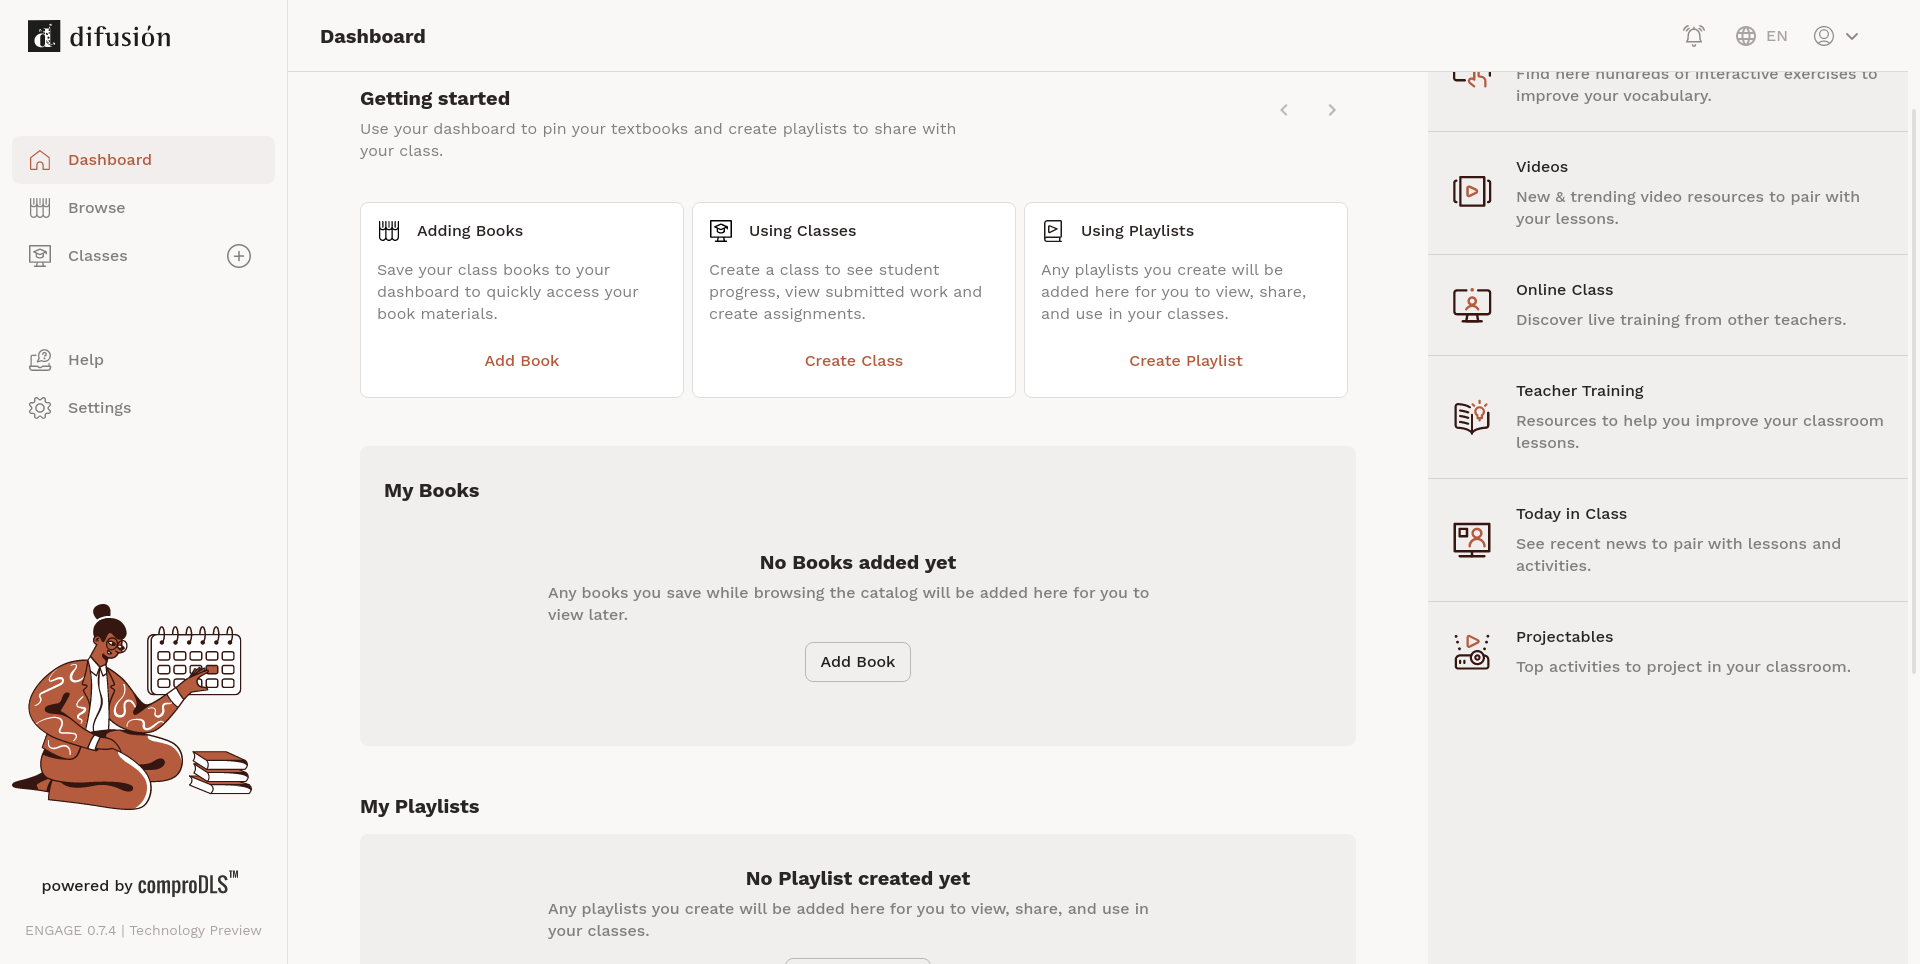 difusión
Dashboard
EN
Dashboard
Browse
Classes
Help
Settings
powered by comproDLS™
ENGAGE 0.7.4 | Technology Preview
Getting started
Use your dashboard to pin your textbooks and create playlists to share with
your class.
Adding Books
Save your class books to your
dashboard to quickly access your
book materials.
Add Book
Using Classes
Create a class to see student
progress, view submitted work and
create assignments.
Create Class
Using Playlists
Any playlists you create will be
added here for you to view, share,
and use in your classes.
Create Playlist
My Books
No Books added yet
Any books you save while browsing the catalog will be added here for you to
view later.
Add Book
My Playlists
No Playlist created yet
Any playlists you create will be added here for you to view, share, and use in
your classes.
Find here hundreds of interactive exercises to
improve your vocabulary.
Videos
New & trending video resources to pair with
your lessons.
Online Class
Discover live training from other teachers.
Teacher Training
Resources to help you improve your classroom
lessons.
Today in Class
See recent news to pair with lessons and
activities.
Projectables
Top activities to project in your classroom.